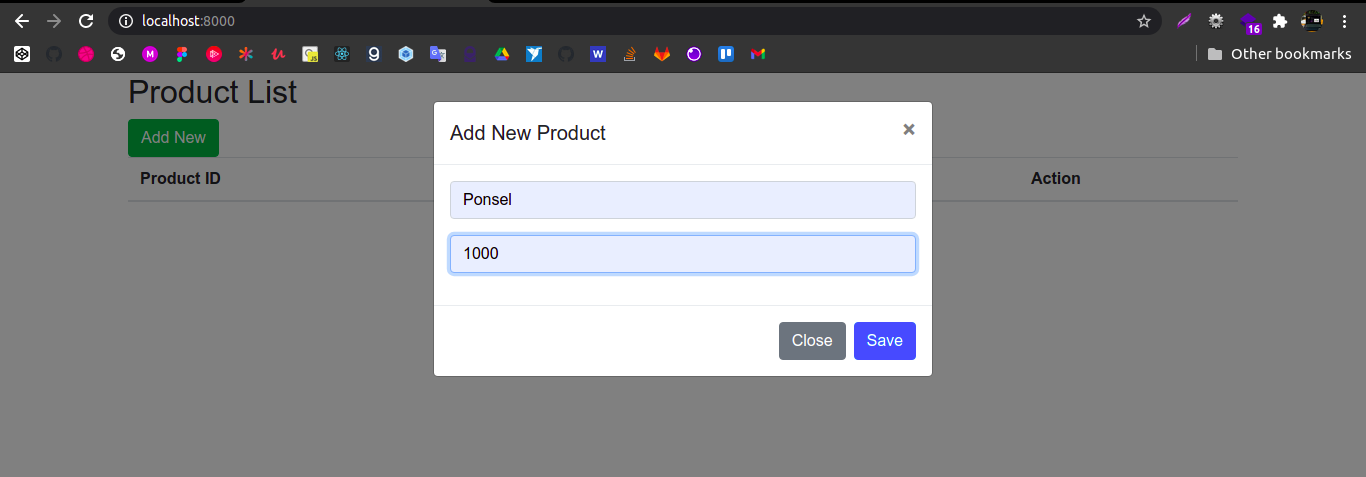 localhost:8000
16
Other bookmarks
Product List
Add New
Product ID
Action
Add New Product
×
Ponsel
1000
Close
Save